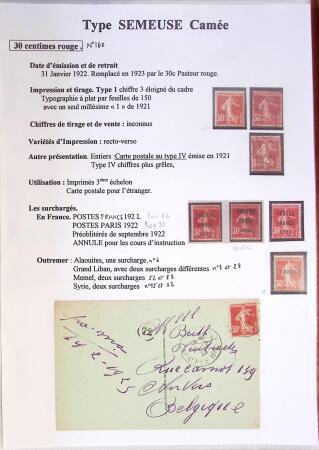 Type SEMEUSE Camée
30 centimes rouge. N°160
Date d'émission et de retrait
31 Janvier 1922. Remplacé en 1923 par le 30c Pasteur rouge.
Impression et tirage. Type 1 chiffre 3 éloigné du cadre
Typographie à plat par feuilles de 150
avec un seul millésime « 1 » de 1921
Chiffres de tirage et de vente : inconnus
Variétés d'Impression : recto-verso
Autre présentation. Entiers : Carte postale au type IV émise en 1921
Type IV chiffres plus grêles,
Utilisation : Imprimés 3ème échelon
Carte postale pour l'étranger.
Les surchargés.
En France. POSTES FRANCE 1922
POSTES PARIS 1922
Préoblitérés de septembre 1922
ANNULE pour les cours d'instruction
Outremer : Alaouites, une surcharge, n°6
Grand Liban, avec deux surcharges différentes n°
Memel, deux surcharges
Syrie, deux surcharges n°
Belgique